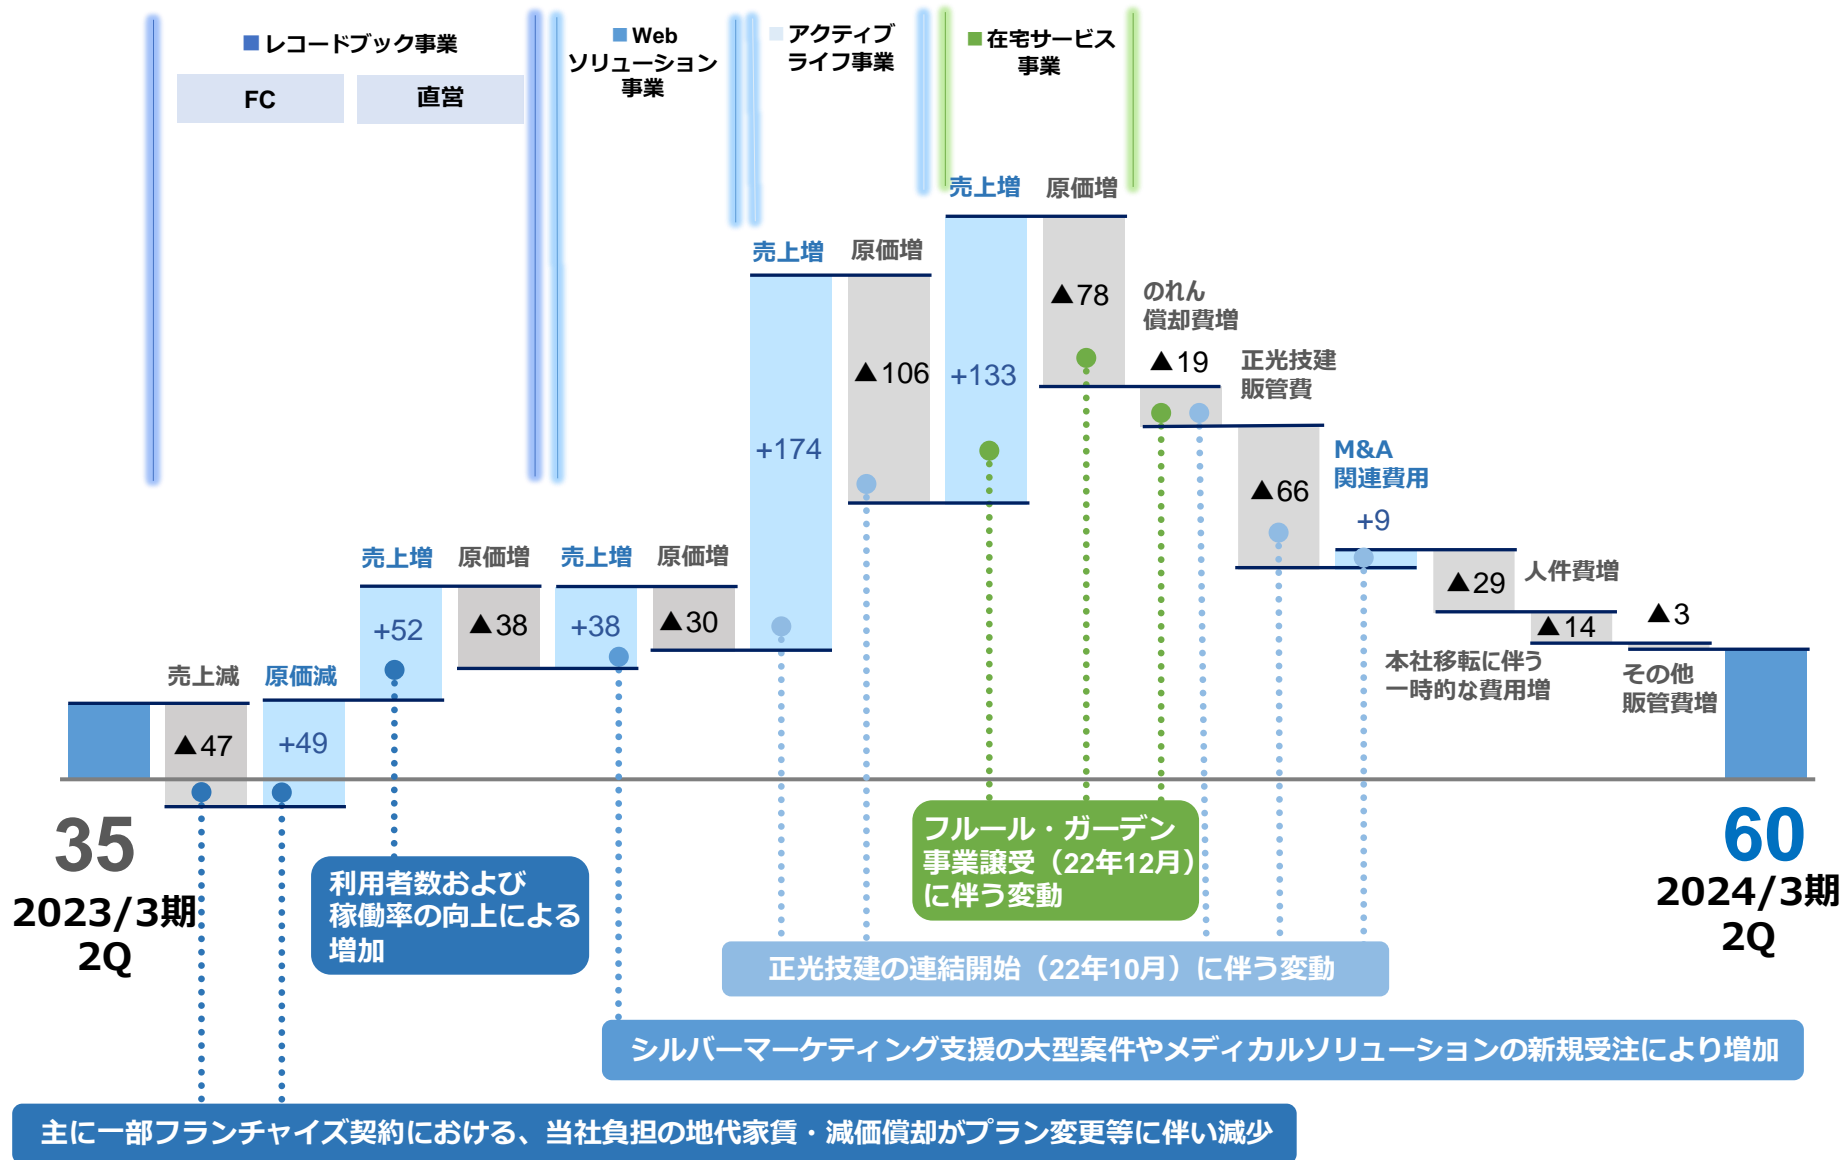 ■ レコードブック事業
FC
直営
■ Web
ソリューション
事業
アクティブ
ライフ事業
■ 在宅サービス
事業
売上減
▲47
原価減
+49
売上増
+52
原価増
▲38
売上増
+38
原価増
▲30
売上増
+174
原価増
▲106
売上増
+133
原価増
▲78
のれん
償却費増
▲19
正光技建
販管費
▲66
M&A
関連費用
+9
▲29
人件費増
▲14
本社移転に伴う
一時的な費用増
▲3
その他
販管費増
35
2023/3期
2Q
60
2024/3期
2Q
利用者数および
稼働率の向上による
増加
フルール・ガーデン
事業譲受（22年12月）
に伴う変動
正光技建の連結開始（22年10月）に伴う変動
シルバーマーケティング支援の大型案件やメディカルソリューションの新規受注により増加
主に一部フランチャイズ契約における、当社負担の地代家賃・減価償却がプラン変更等に伴い減少